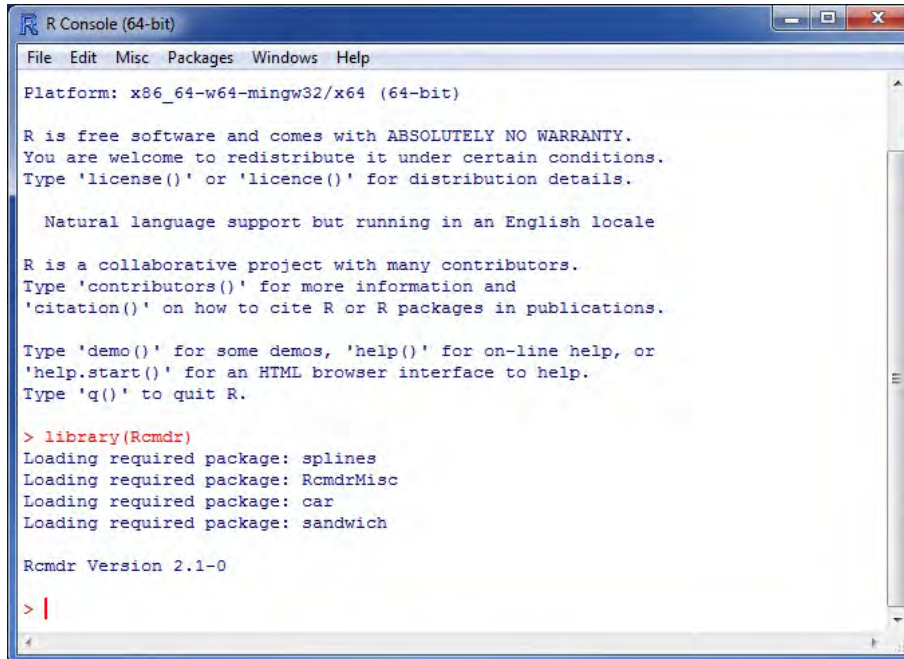 R Console (64-bit)
File Edit Misc Packages Windows Help
Platform: x86_64-w64-mingw32/x64 (64-bit)
R is free software and comes with ABSOLUTELY NO WARRANTY.
You are welcome to redistribute it under certain conditions.
Type 'license()' or 'licence()' for distribution details.
Natural language support but running in an English locale
R is a collaborative project with many contributors.
Type 'contributors()' for more information and
'citation()' on how to cite R or R packages in publications.
Type 'demo()' for some demos, 'help()' for on-line help, or
'help.start()' for an HTML browser interface to help.
Type 'q()' to quit R.
> library(Rcmdr)
Loading required package: splines
Loading required package: RcmdrMisc
Loading required package: car
Loading required package: sandwich
Rcmdr Version 2.1-0
>